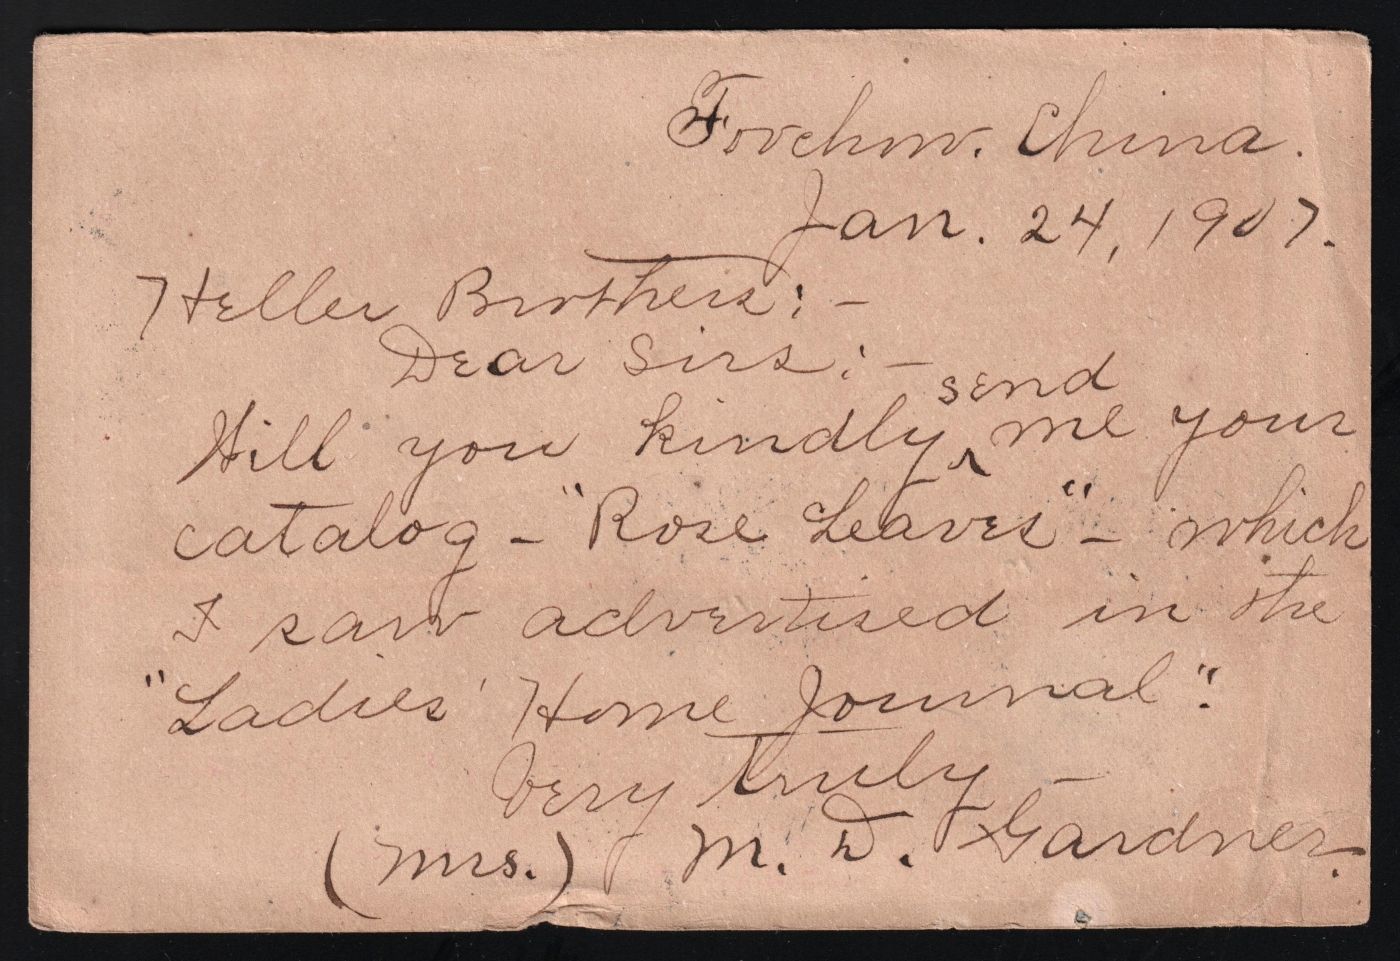 Foochow. China.
Jan. 24, 1907.
Heller Brothers: -
Dear Sirs: -
Will you kindly send me your
catalog - "Rose Leaves" - which
I saw advertised in the
"Ladies' Home Journal".
Very truly -
(Mrs.) M. D. Gardner.